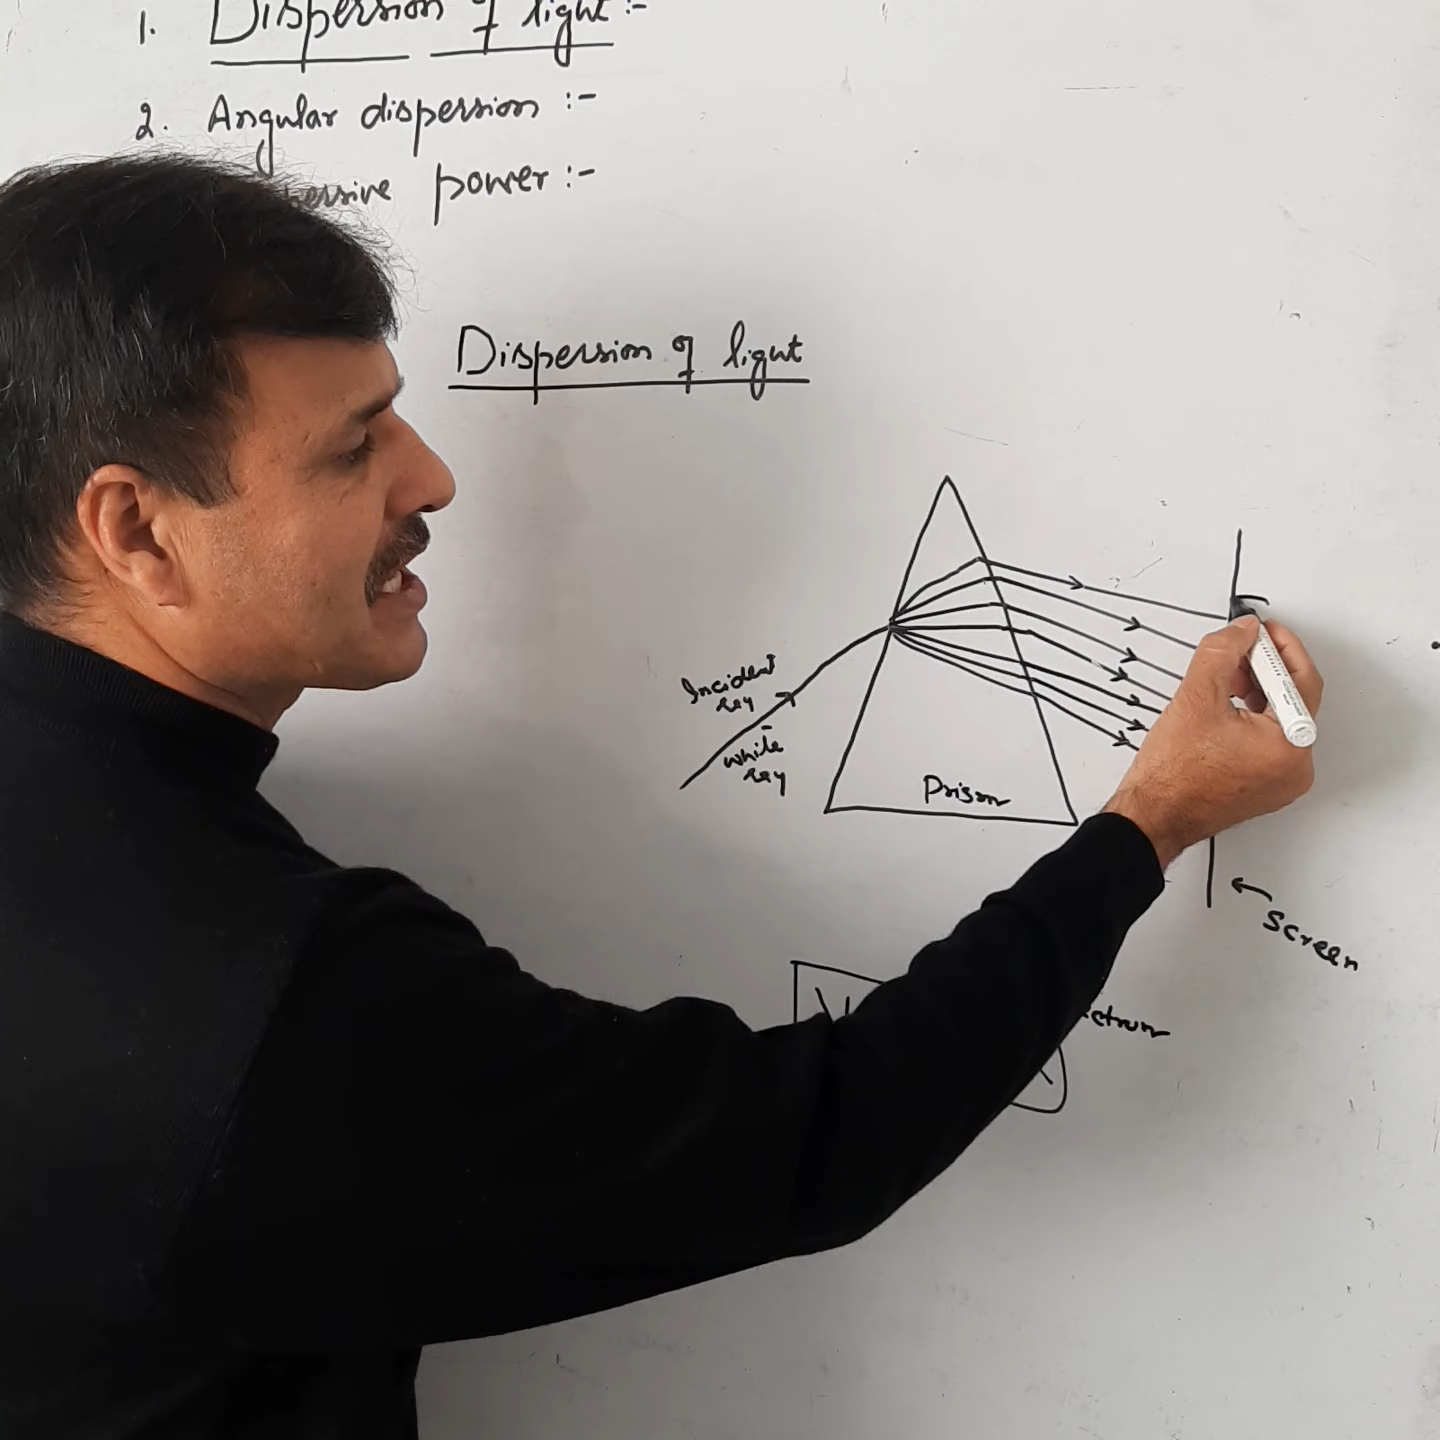 1. Dispersion of light :-
2. Angular dispersion :-
power :-
Dispersion of light
Incident
ray
white
ray
Prism
Screen